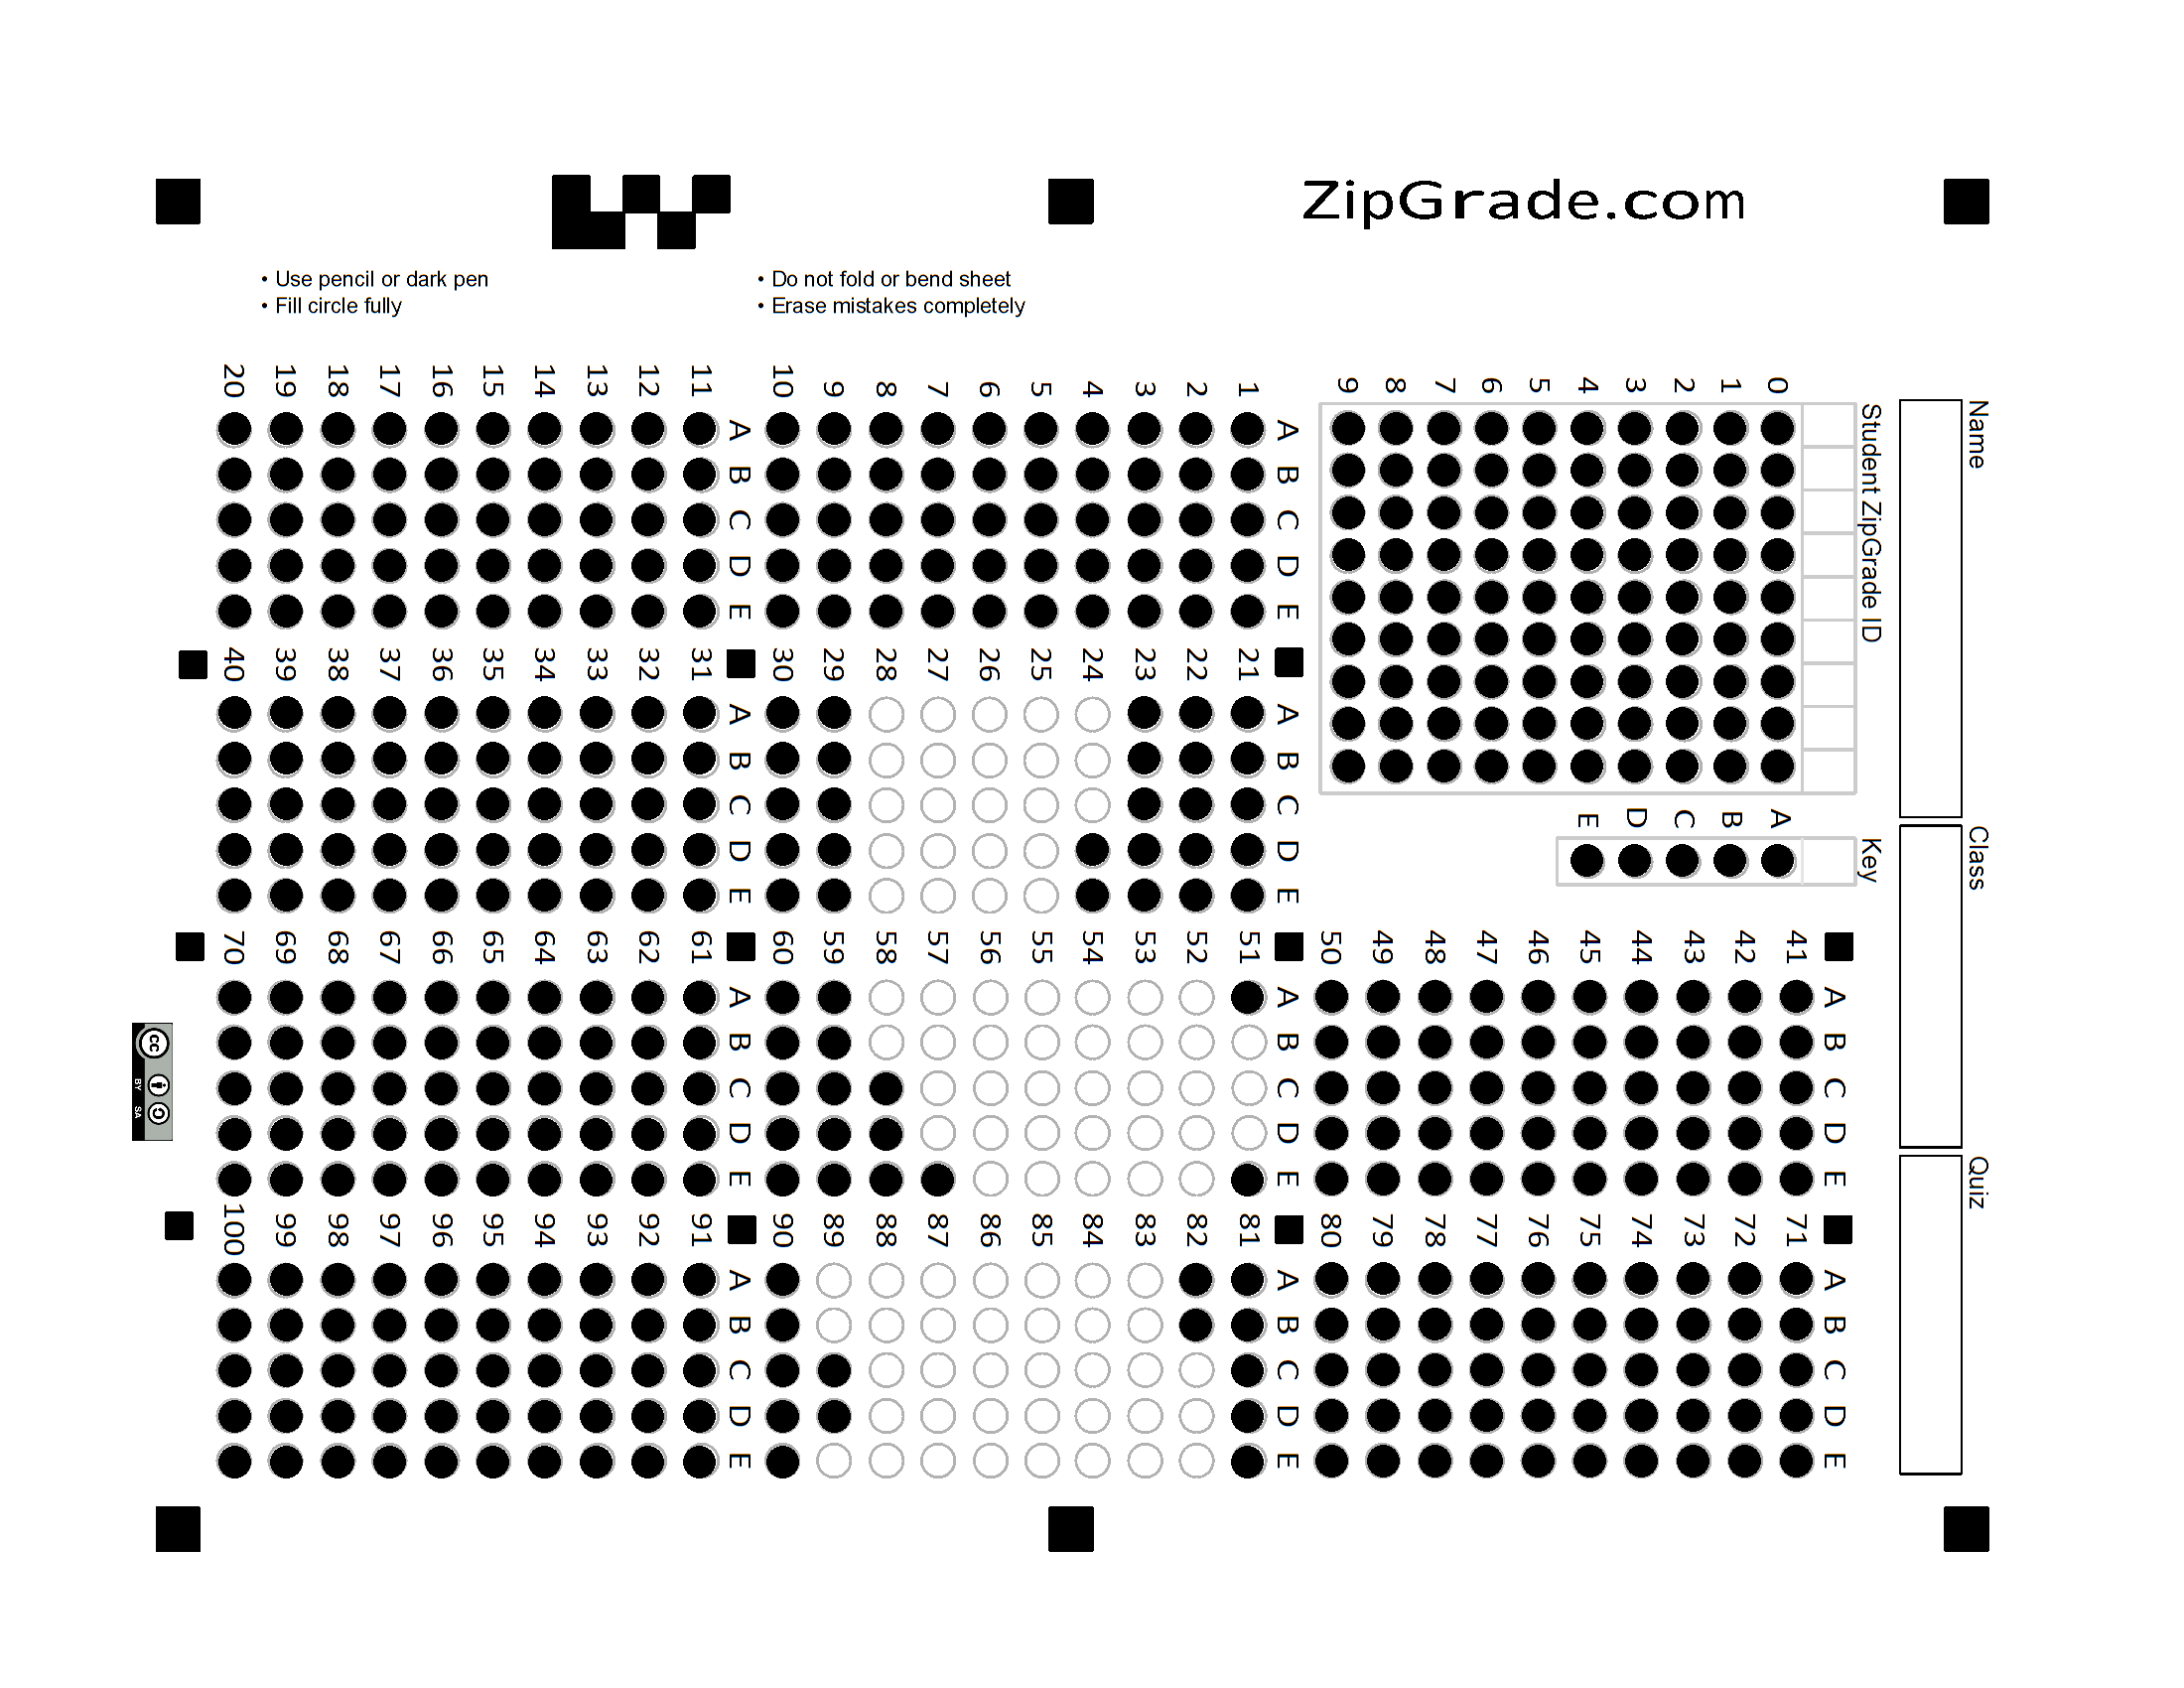 ZipGrade.com
• Use pencil or dark pen
• Fill circle fully
• Do not fold or bend sheet
• Erase mistakes completely
Name
Class
Quiz
Student ZipGrade ID
0 1 2 3 4 5 6 7 8 9
Key
A B C D E
A B C D E
1 2 3 4 5 6 7 8 9 10
A B C D E
11 12 13 14 15 16 17 18 19 20
A B C D E
21 22 23 24 25 26 27 28 29 30
A B C D E
31 32 33 34 35 36 37 38 39 40
A B C D E
41 42 43 44 45 46 47 48 49 50
A B C D E
51 52 53 54 55 56 57 58 59 60
A B C D E
61 62 63 64 65 66 67 68 69 70
A B C D E
71 72 73 74 75 76 77 78 79 80
A B C D E
81 82 83 84 85 86 87 88 89 90
A B C D E
91 92 93 94 95 96 97 98 99 100
A B C D E
cc BY SA